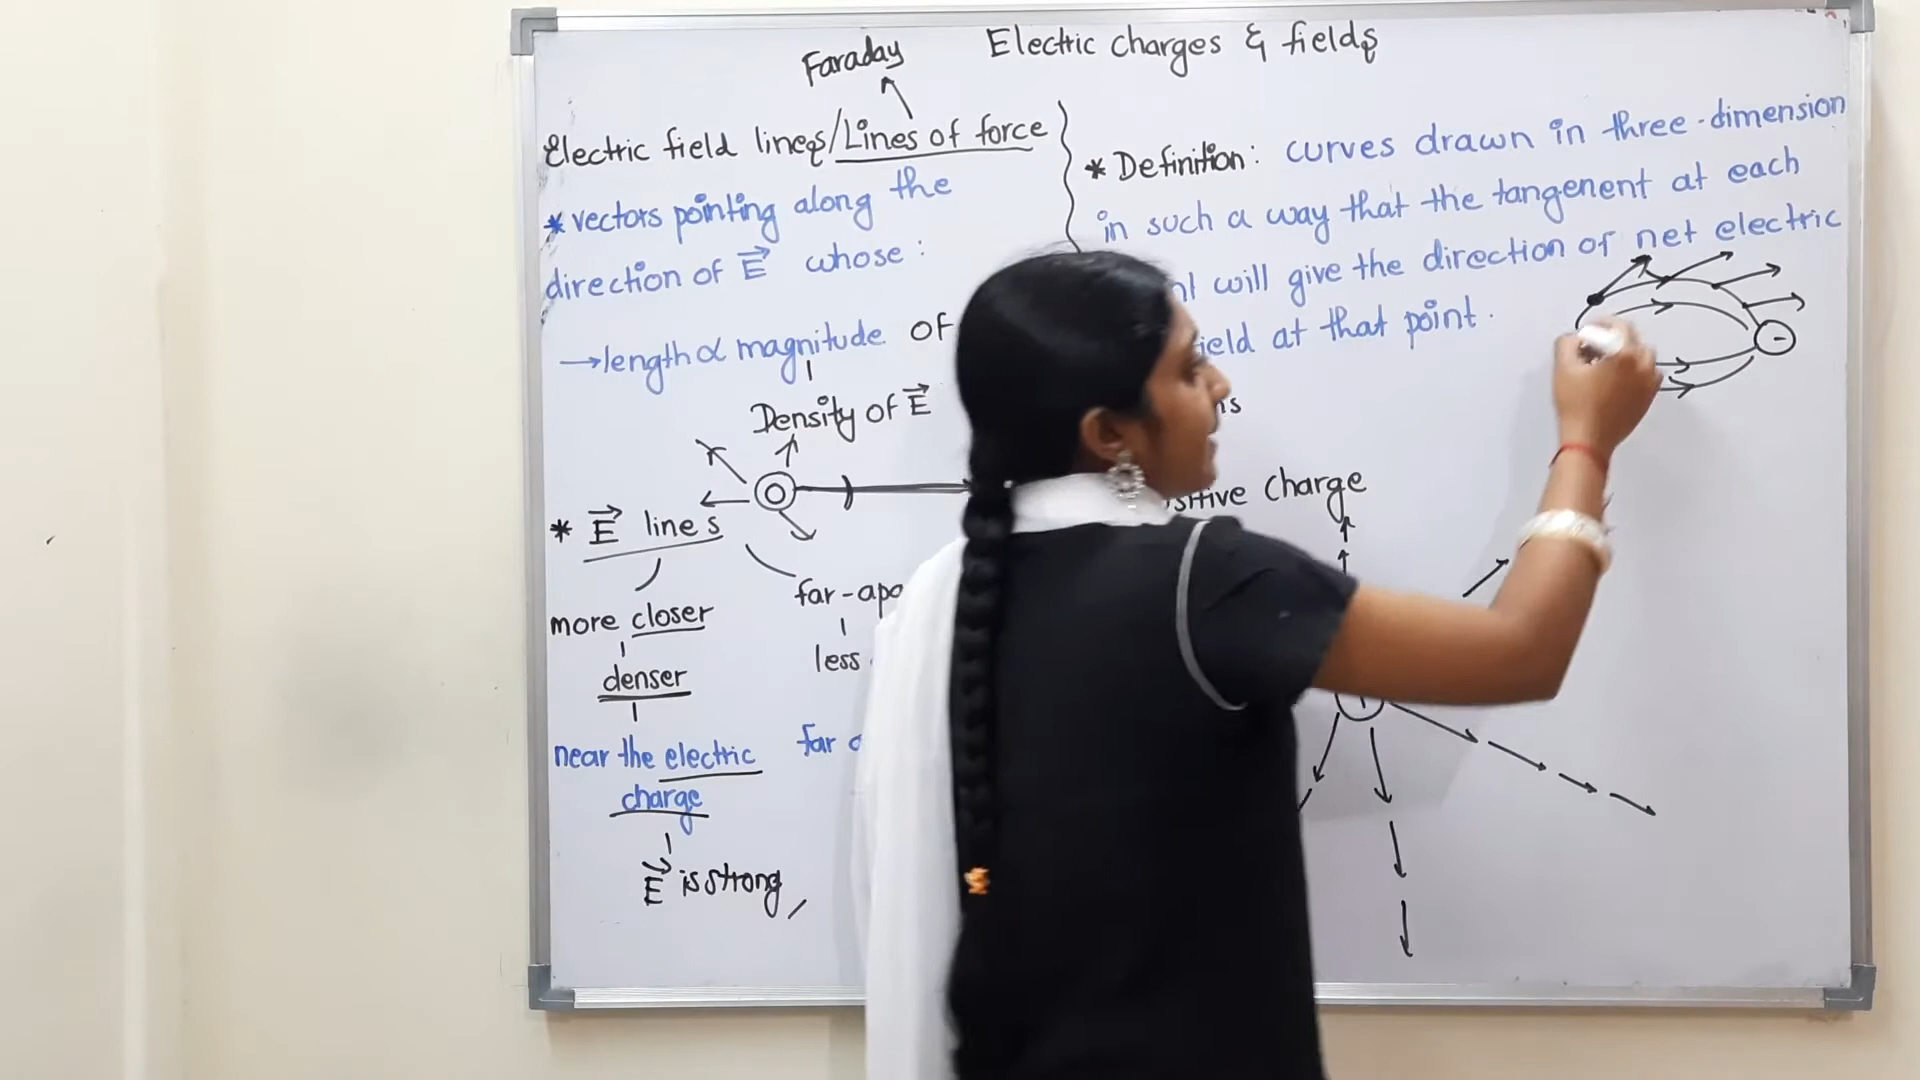 Faraday
Electric charges & fields
Electric field lines/Lines of force
* vectors pointing along the
direction of E whose :
→ length ∝ magnitude of
Density of E
* E lines
more closer
denser
near the electric
charge
E is strong
less
far
* Definition: curves drawn in three-dimension
in such a way that the tangenent at each
will give the direction of net electric
at that point.
charge
-